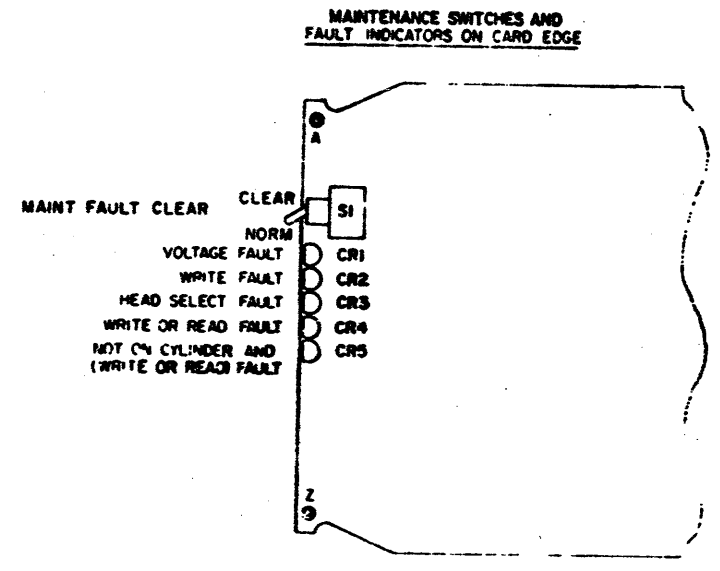 MAINTENANCE SWITCHES AND
FAULT INDICATORS ON CARD EDGE
A
CLEAR
MAINT FAULT CLEAR
S1
NORM
VOLTAGE FAULT CR1
WRITE FAULT CR2
HEAD SELECT FAULT CR3
WRITE OR READ FAULT CR4
NOT ON CYLINDER AND CR5
(WRITE OR READ) FAULT
Z